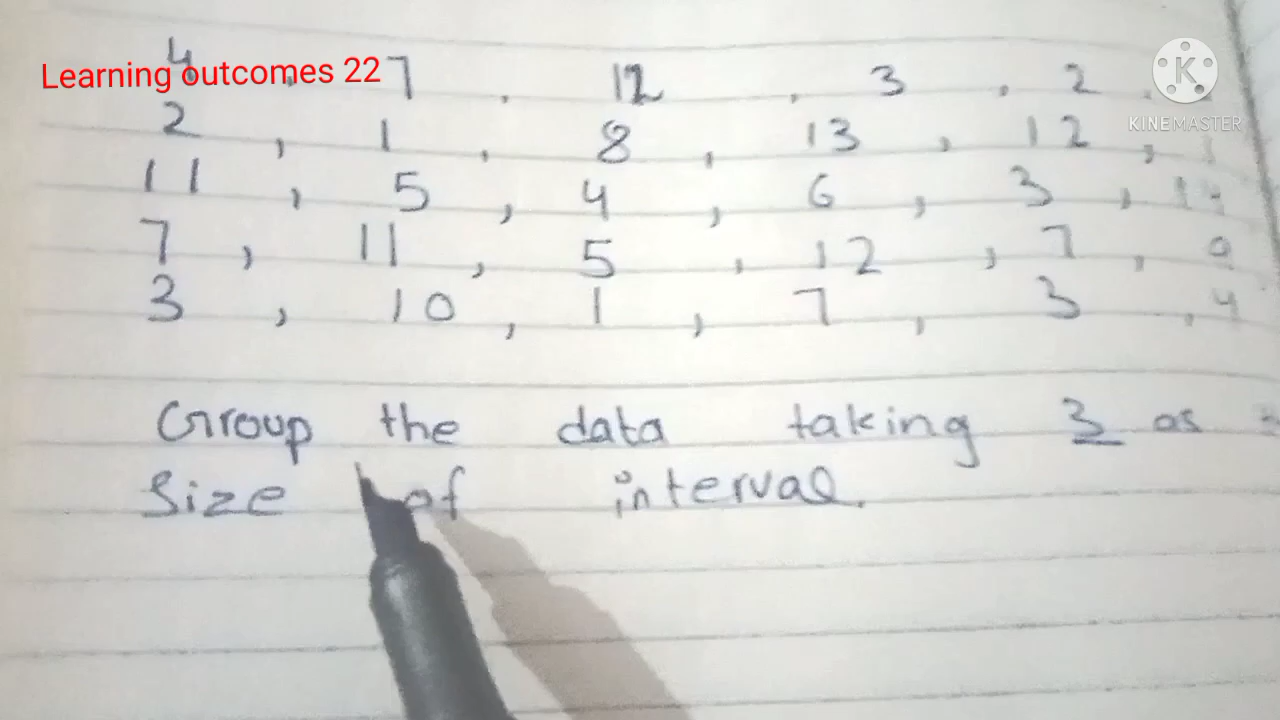 Learning outcomes 22
4 , 7 , 12 , 3 , 2 ,
KINEMASTER
2 , 1 , 8 , 13 , 12 ,
11 , 5 , 4 , 6 , 3 , 14
7 , 11 , 5 , 12 , 7 , 9
3 , 10 , 1 , 7 , 3 , 4
Group the data taking 3 as
Size of interval.